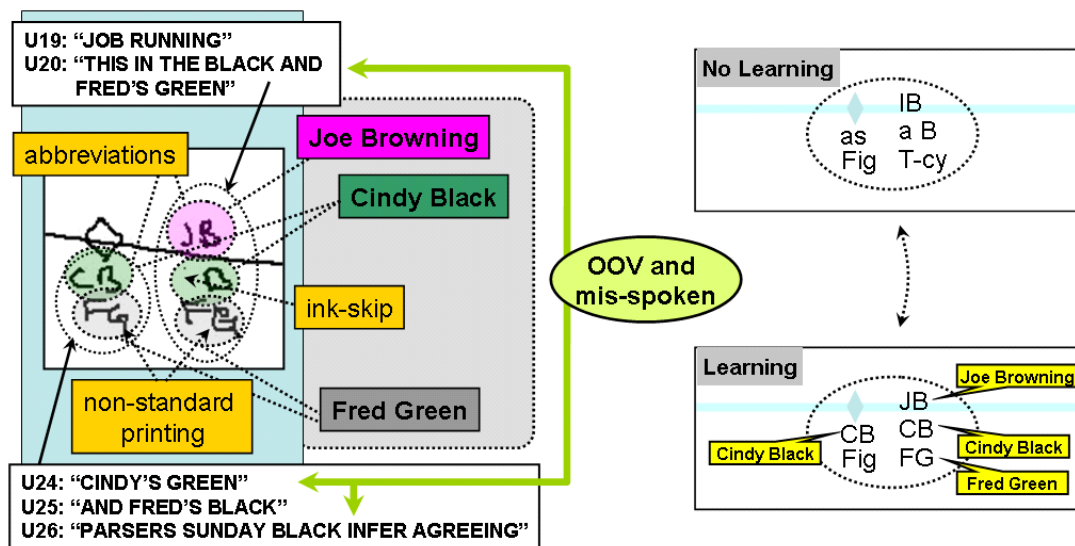 U19: “JOB RUNNING”
U20: “THIS IN THE BLACK AND
FRED’S GREEN”
abbreviations
Joe Browning
Cindy Black
JB
CB
ink-skip
FG
non-standard
printing
Fred Green
U24: “CINDY’S GREEN”
U25: “AND FRED’S BLACK”
U26: “PARSERS SUNDAY BLACK INFER AGREEING”
OOV and
mis-spoken
No Learning
IB
as
a B
Fig
T-cy
Learning
Joe Browning
JB
CB
CB
Cindy Black
Cindy Black
Fig
FG
Fred Green